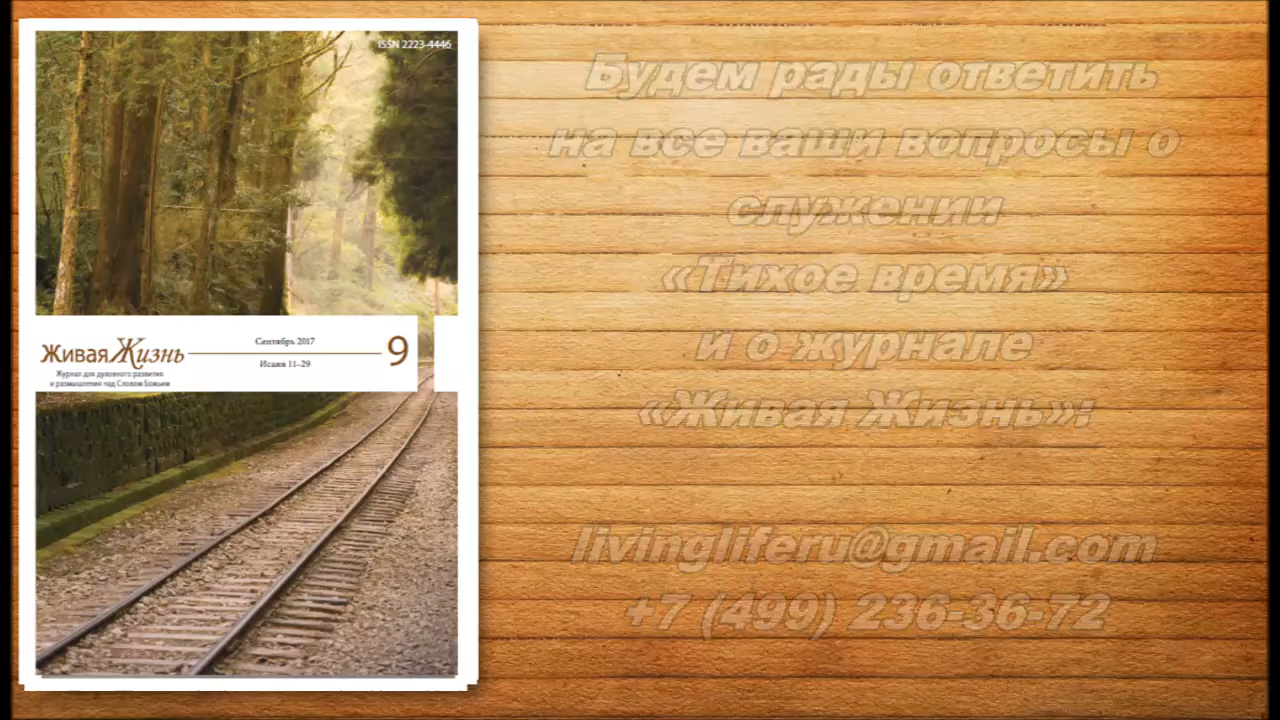 ISSN 2223-4446
ЖиваяЖизнь
Журнал для духовного развития
и размышления над Словом Божьим
Сентябрь 2017
Исаия 11–29
9
Будем рады ответить
на все ваши вопросы о
служении
«Тихое время»
и о журнале
«Живая Жизнь»:
livingliferu@gmail.com
+7 (499) 236-36-72